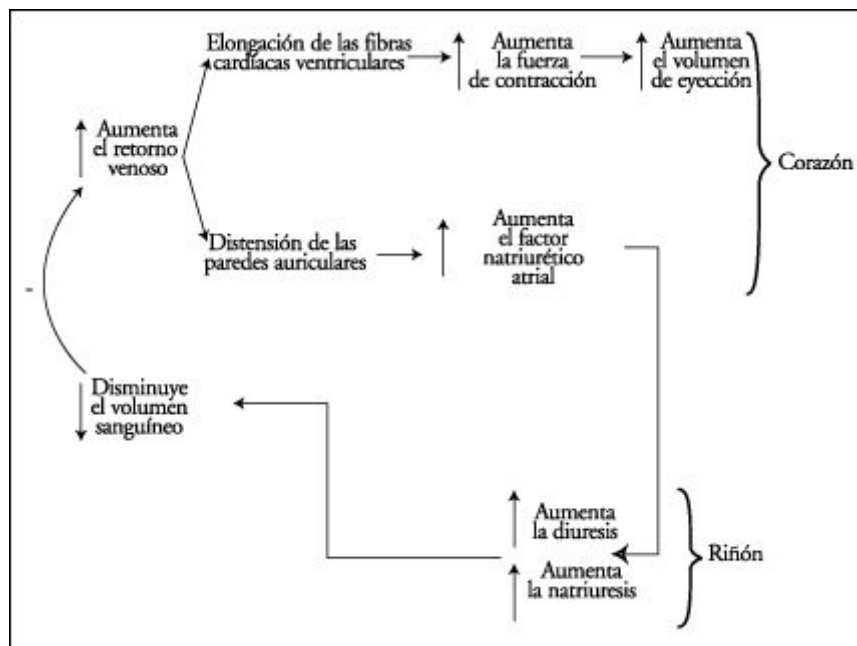 Elongación de las fibras
cardíacas ventriculares
Aumenta
la fuerza
de contracción
Aumenta
el volumen
de eyección
Aumenta
el retorno
venoso
Corazón
Distensión de las
paredes auriculares
Aumenta
el factor
natriurético
atrial
-
Disminuye
el volumen
sanguíneo
Aumenta
la diuresis
Riñón
Aumenta
la natriuresis